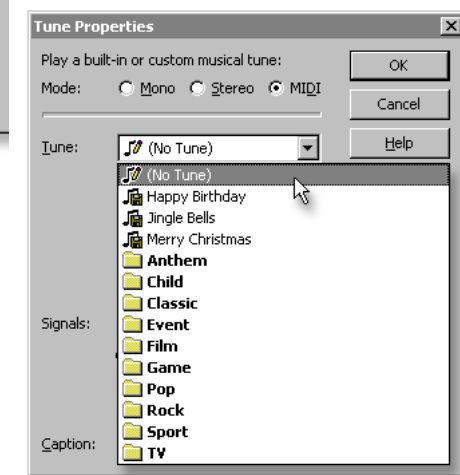 Tune Properties
Play a built-in or custom musical tune:
OK
Mode: Mono Stereo MIDI
Cancel
Tune: (No Tune)
Help
(No Tune)
Happy Birthday
Jingle Bells
Merry Christmas
Anthem
Child
Classic
Signals: Event
Film
Game
Pop
Rock
Sport
Caption: TV